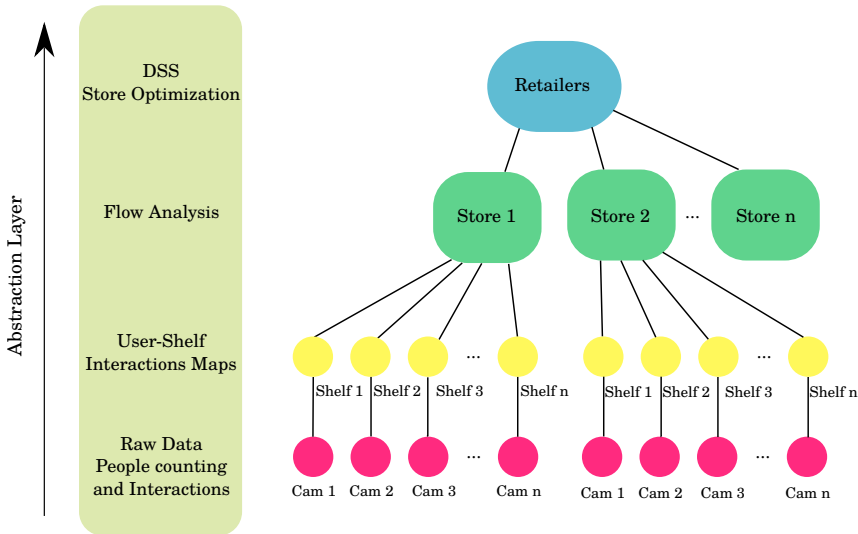 Abstraction Layer
DSS
Store Optimization
Flow Analysis
User-Shelf
Interactions Maps
Raw Data
People counting
and Interactions
Retailers
Store 1
Store 2
...
Store n
...
...
Shelf 1
Shelf 2
Shelf 3
Shelf n
Shelf 1
Shelf 2
Shelf 3
Shelf n
...
...
Cam 1
Cam 2
Cam 3
Cam n
Cam 1
Cam 2
Cam 3
Cam n